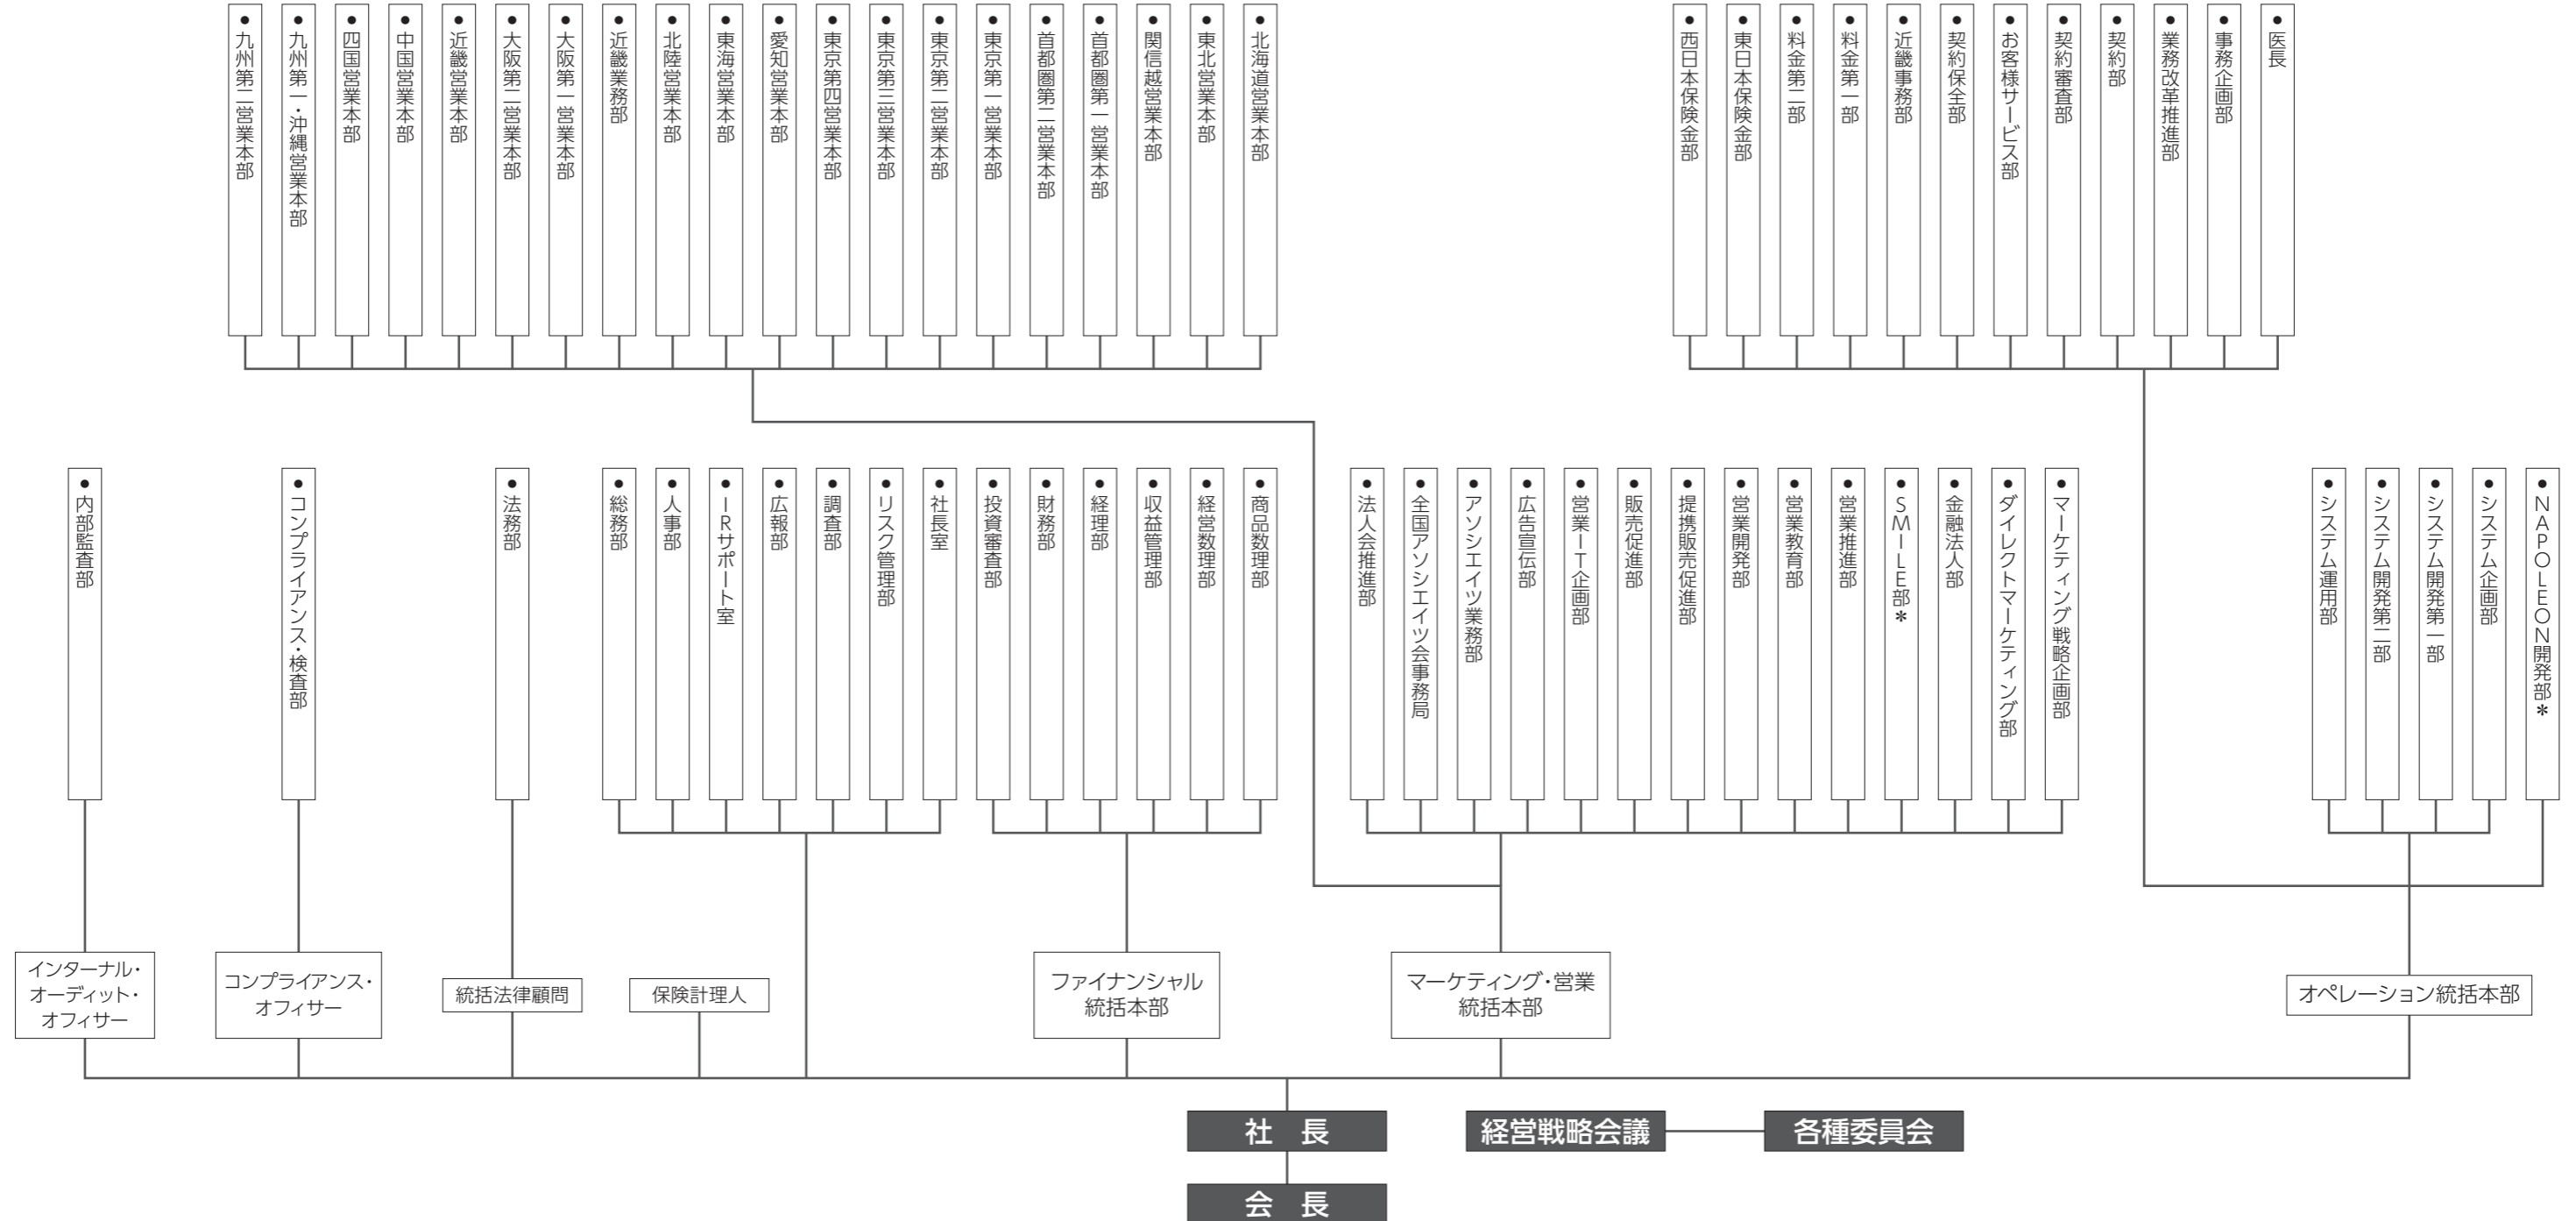 ●九州第二営業本部
●九州第一・沖縄営業本部
●四国営業本部
●中国営業本部
●近畿営業本部
●大阪第二営業本部
●大阪第一営業本部
●近畿業務部
●北陸営業本部
●東海営業本部
●愛知営業本部
●東京第四営業本部
●東京第三営業本部
●東京第二営業本部
●東京第一営業本部
●首都圏第二営業本部
●首都圏第一営業本部
●関信越営業本部
●東北営業本部
●北海道営業本部
●西日本保険金部
●東日本保険金部
●料金第二部
●料金第一部
●近畿事務部
●契約保全部
●お客様サービス部
●契約審査部
●契約部
●業務改革推進部
●事務企画部
●医長
●内部監査部
●コンプライアンス・検査部
●法務部
●総務部
●人事部
●IRサポート室
●広報部
●調査部
●リスク管理部
●社長室
●投資審査部
●財務部
●経理部
●収益管理部
●経営数理部
●商品数理部
●法人会推進部
●全国アソシエイツ会事務局
●アソシエイツ業務部
●広告宣伝部
●営業IT企画部
●販売促進部
●提携販売促進部
●営業開発部
●営業教育部
●営業推進部
●SMILE部＊
●金融法人部
●ダイレクトマーケティング部
●マーケティング戦略企画部
●システム運用部
●システム開発第二部
●システム開発第一部
●システム企画部
●NAPOLEON開発部＊
インターナル・
オーディット・
オフィサー
コンプライアンス・
オフィサー
統括法律顧問
保険計理人
ファイナンシャル
統括本部
マーケティング・営業
統括本部
オペレーション統括本部
社　長
経営戦略会議
各種委員会
会　長